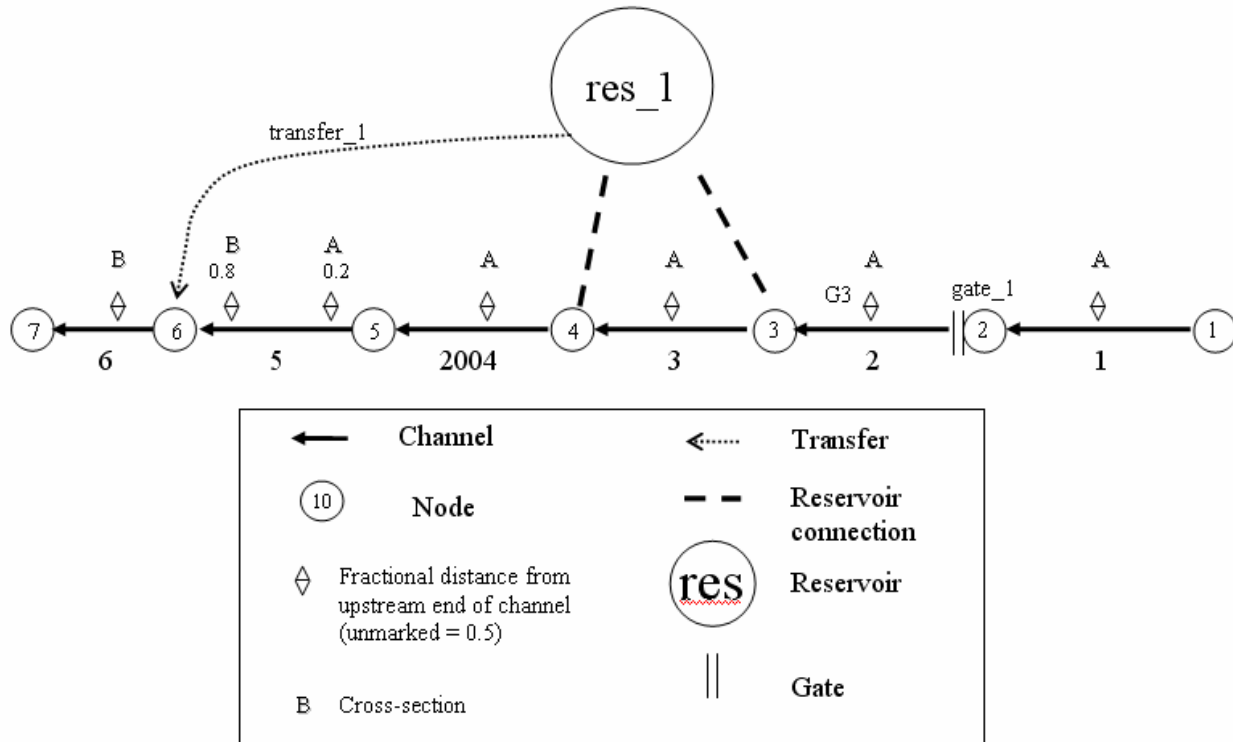 res_1
transfer_1
B
B
0.8
A
0.2
A
A
A
G3
gate_1
A
7
6
5
4
3
2
1
6
5
2004
3
2
1
Channel
Transfer
10
Node
Reservoir
connection
Fractional distance from
upstream end of channel
(unmarked = 0.5)
res
Reservoir
B
Cross-section
Gate